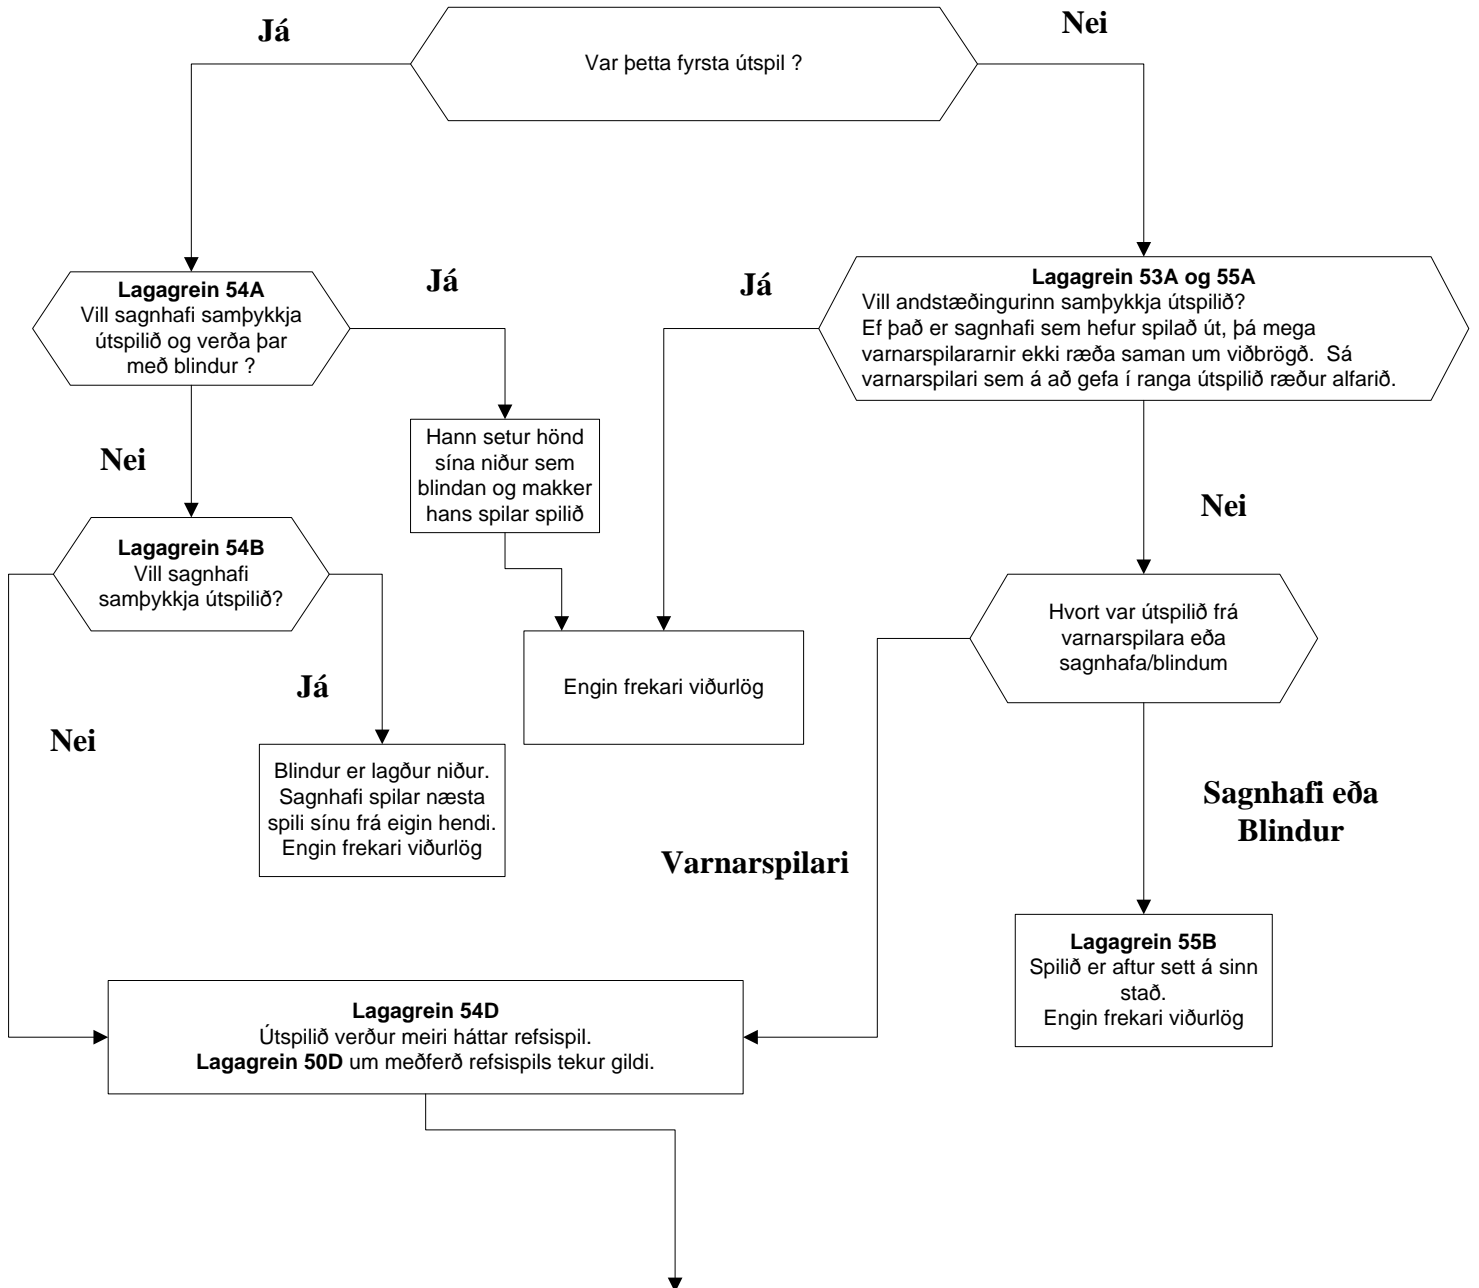 Já
Nei
Var þetta fyrsta útspil ?
Lagagrein 54A
Vill sagnhafi samþykkja
útspilið og verða þar
með blindur ?
Já
Já
Lagagrein 53A og 55A
Vill andstæðingurinn samþykkja útspilið?
Ef það er sagnhafi sem hefur spilað út, þá mega
varnarspilararnir ekki ræða saman um viðbrögð.  Sá
varnarspilari sem á að gefa í ranga útspilið ræður alfarið.
Nei
Hann setur hönd
sína niður sem
blindan og makker
hans spilar spilið
Nei
Lagagrein 54B
Vill sagnhafi
samþykkja útspilið?
Hvort var útspilið frá
varnarspilara eða
sagnhafa/blindum
Engin frekari viðurlög
Já
Nei
Blindur er lagður niður.
Sagnhafi spilar næsta
spili sínu frá eigin hendi.
Engin frekari viðurlög
Sagnhafi eða
Blindur
Varnarspilari
Lagagrein 55B
Spilið er aftur sett á sinn
stað.
Engin frekari viðurlög
Lagagrein 54D
Útspilið verður meiri háttar refsispil.
Lagagrein 50D um meðferð refsispils tekur gildi.